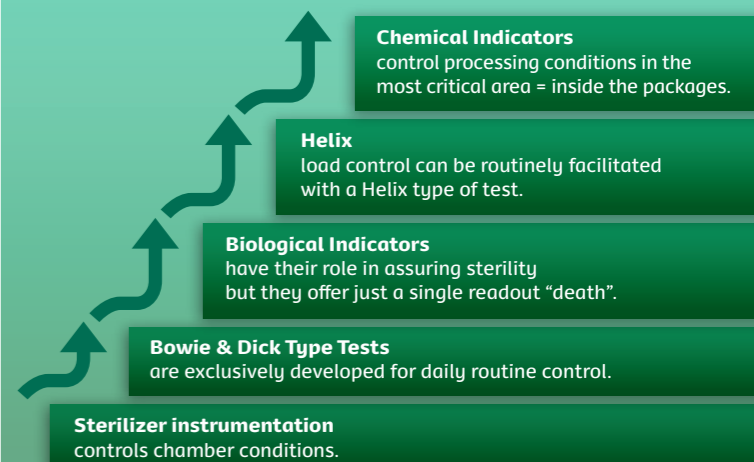 Chemical Indicators
control processing conditions in the
most critical area = inside the packages.
Helix
load control can be routinely facilitated
with a Helix type of test.
Biological Indicators
have their role in assuring sterility
but they offer just a single readout “death”.
Bowie & Dick Type Tests
are exclusively developed for daily routine control.
Sterilizer instrumentation
controls chamber conditions.